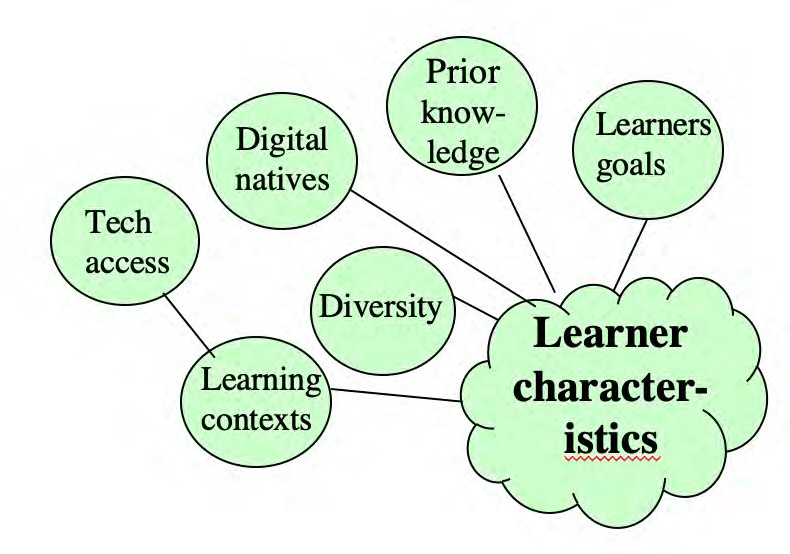 Prior
know-
ledge
Learners
goals
Digital
natives
Tech
access
Diversity
Learning
contexts
Learner
character-
istics